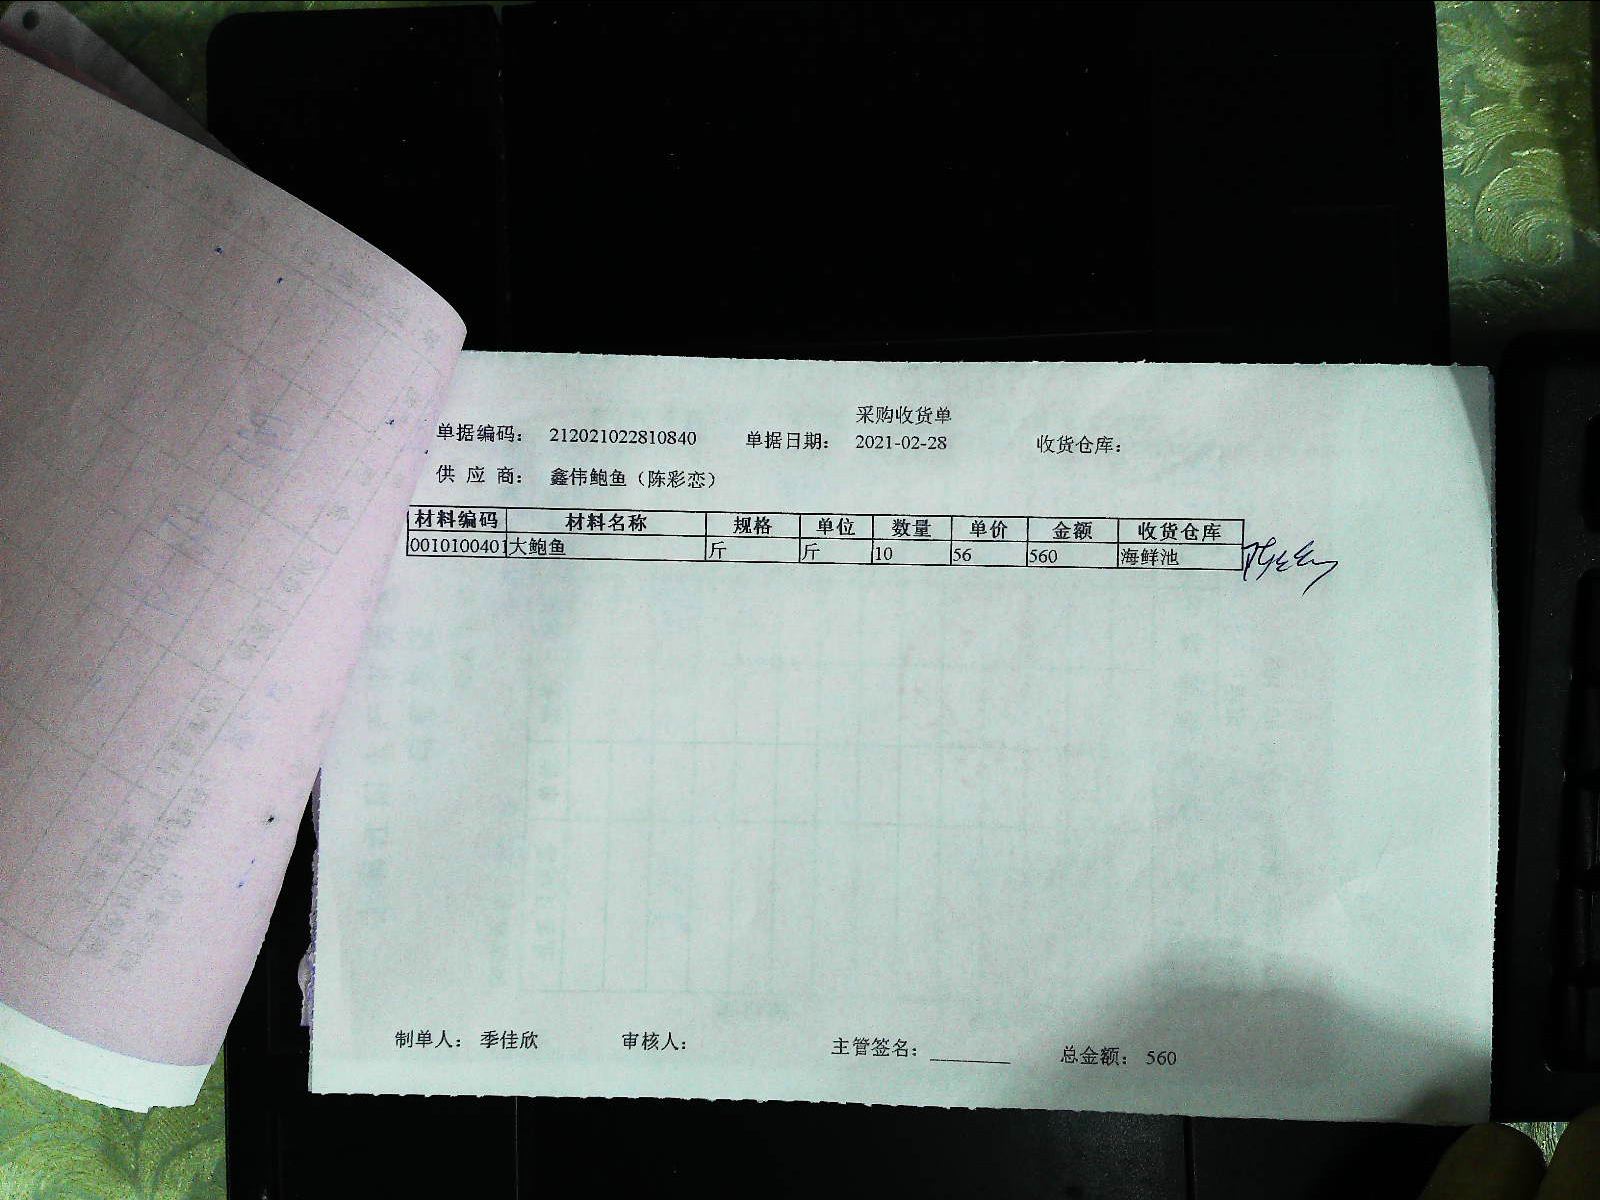 采购收货单
单据编码： 212021022810840 单据日期： 2021-02-28 收货仓库：
供 应 商： 鑫伟鲍鱼（陈彩恋）
材料编码 材料名称 规格 单位 数量 单价 金额 收货仓库
0010100401 大鲍鱼 斤 斤 10 56 560 海鲜池
制单人： 季佳欣 审核人： 主管签名：________ 总金额： 560